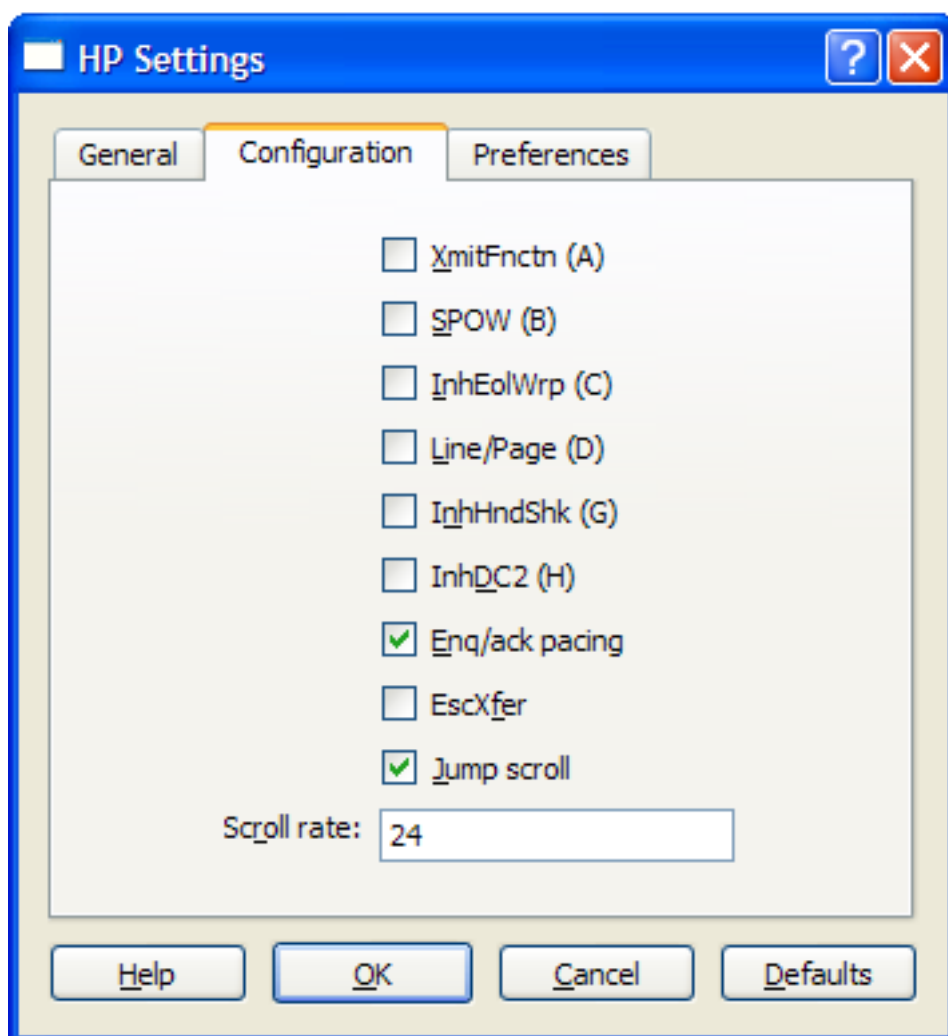 HP Settings
General Configuration Preferences
XmitFnctn (A)
SPOW (B)
InhEolWrp (C)
Line/Page (D)
InhHndShk (G)
InhDC2 (H)
Enq/ack pacing
EscXfer
Jump scroll
Scroll rate: 24
Help OK Cancel Defaults